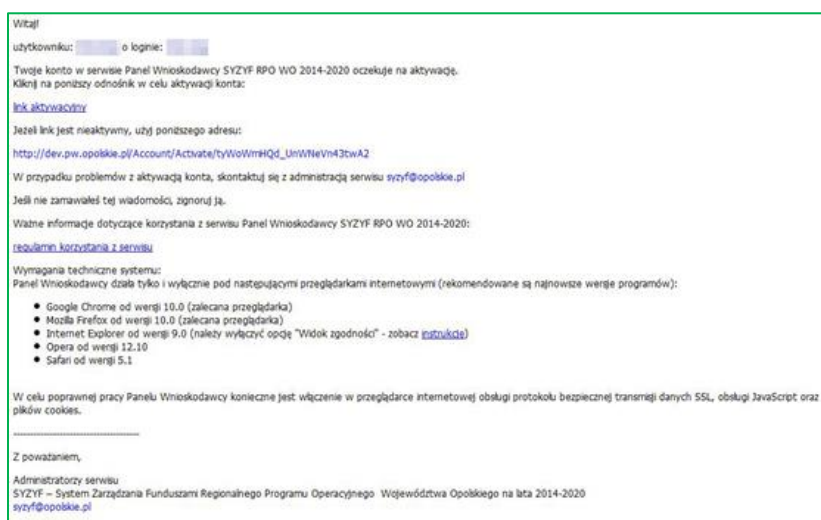 Witaj!
użytkowniku: o loginie:
Twoje konto w serwisie Panel Wnioskodawcy SYZYF RPO WO 2014-2020 oczekuje na aktywację.
Kliknij na poniższy odnośnik w celu aktywacji konta:
link aktywacyjny
Jeżeli link jest nieaktywny, użyj poniższego adresu:
http://dev.pw.opolskie.pl/Account/Activate/tyWoWmHQd_UnWNeVn43twA2
W przypadku problemów z aktywacją konta, skontaktuj się z administracją serwisu syzyf@opolskie.pl
Jeśli nie zamawiałeś tej wiadomości, zignoruj ją.
Ważne informacje dotyczące korzystania z serwisu Panel Wnioskodawcy SYZYF RPO WO 2014-2020:
regulamin korzystania z serwisu
Wymagania techniczne systemu:
Panel Wnioskodawcy działa tylko i wyłącznie pod następującymi przeglądarkami internetowymi (rekomendowane są najnowsze wersje programów):
• Google Chrome od wersji 10.0 (zalecana przeglądarka)
• Mozilla Firefox od wersji 10.0 (zalecana przeglądarka)
• Internet Explorer od wersji 9.0 (należy wyłączyć opcję "Widok zgodności" - zobacz instrukcję)
• Opera od wersji 12.10
• Safari od wersji 5.1
W celu poprawnej pracy Panelu Wnioskodawcy konieczne jest włączenie w przeglądarce internetowej obsługi protokołu bezpiecznej transmisji danych SSL, obsługi JavaScript oraz
plików cookies.
------------------------------------
Z poważaniem,
Administratorzy serwisu
SYZYF – System Zarządzania Funduszami Regionalnego Programu Operacyjnego Województwa Opolskiego na lata 2014-2020
syzyf@opolskie.pl